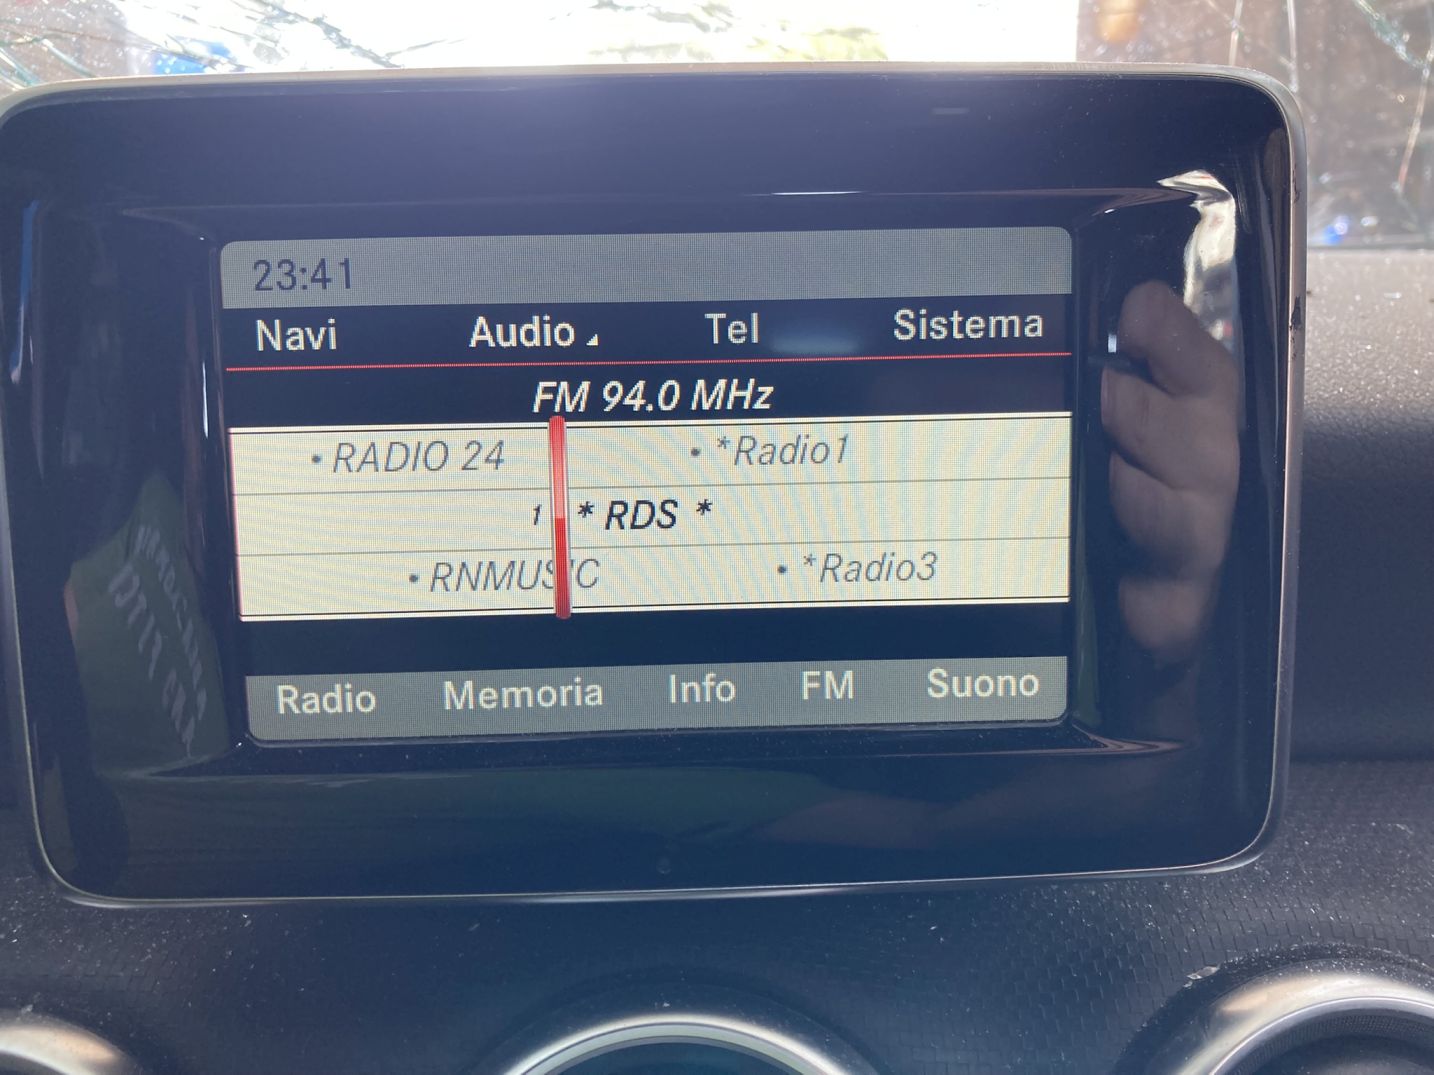 23:41
Navi Audio Tel Sistema
FM 94.0 MHz
• RADIO 24 • *Radio1
1 * RDS *
• RNMUSIC • *Radio3
Radio Memoria Info FM Suono